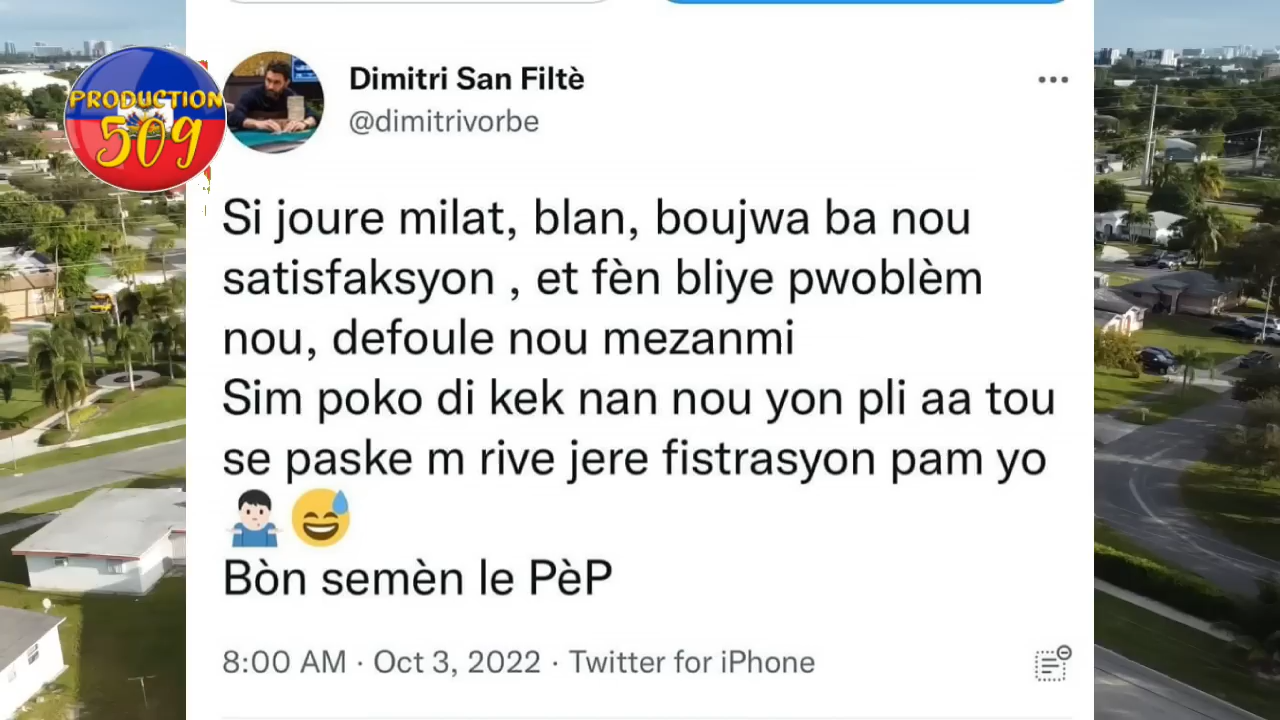 PRODUCTION
509
Dimitri San Filtè
@dimitrivorbe
Si joure milat, blan, boujwa ba nou
satisfaksyon , et fèn bliye pwoblèm
nou, defoule nou mezanmi
Sim poko di kek nan nou yon pli aa tou
se paske m rive jere fistrasyon pam yo
🤷🏻‍♂️😅
Bòn semèn le PèP
8:00 AM · Oct 3, 2022 · Twitter for iPhone